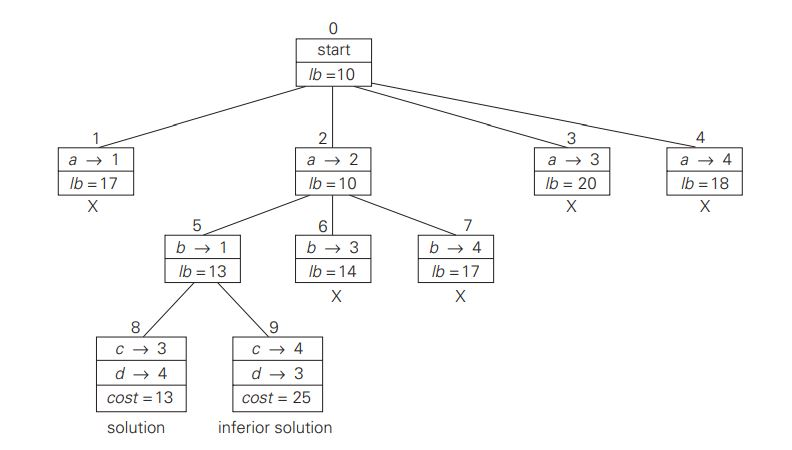 0
start
lb = 10
1 2 3 4
a → 1 a → 2 a → 3 a → 4
lb = 17 lb = 10 lb = 20 lb = 18
X X X
5 6 7
b → 1 b → 3 b → 4
lb = 13 lb = 14 lb = 17
X X
8 9
c → 3 c → 4
d → 4 d → 3
cost = 13 cost = 25
solution inferior solution